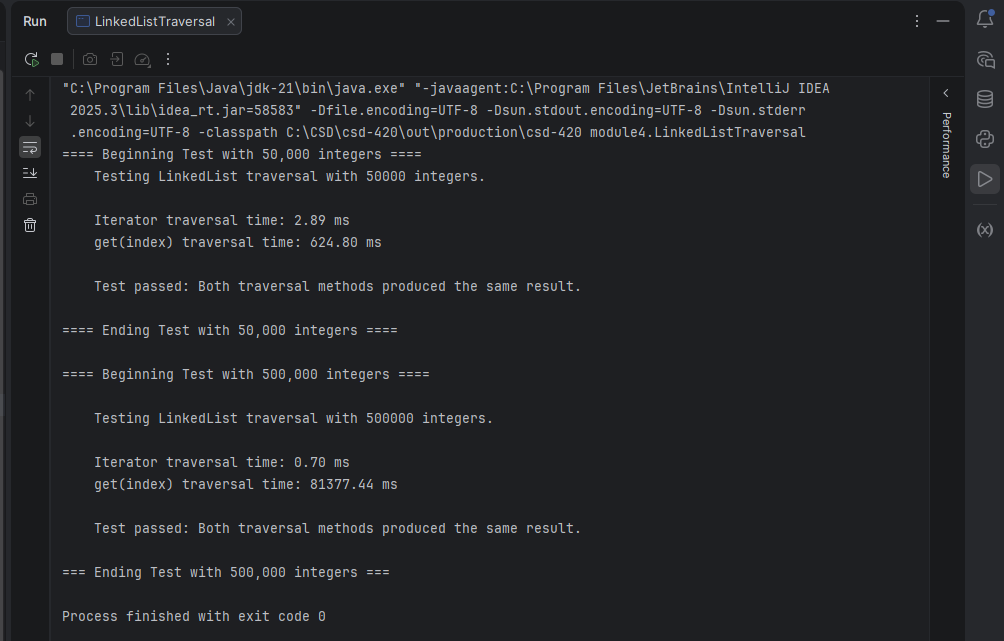 Run
LinkedListTraversal
"C:\Program Files\Java\jdk-21\bin\java.exe" "-javaagent:C:\Program Files\JetBrains\IntelliJ IDEA
2025.3\lib\idea_rt.jar=58583" -Dfile.encoding=UTF-8 -Dsun.stdout.encoding=UTF-8 -Dsun.stderr
.encoding=UTF-8 -classpath C:\CSD\csd-420\out\production\csd-420 module4.LinkedListTraversal
==== Beginning Test with 50,000 integers ====
Testing LinkedList traversal with 50000 integers.
Iterator traversal time: 2.89 ms
get(index) traversal time: 624.80 ms
Test passed: Both traversal methods produced the same result.
==== Ending Test with 50,000 integers ====
==== Beginning Test with 500,000 integers ====
Testing LinkedList traversal with 500000 integers.
Iterator traversal time: 0.70 ms
get(index) traversal time: 81377.44 ms
Test passed: Both traversal methods produced the same result.
=== Ending Test with 500,000 integers ===
Process finished with exit code 0
Performance
(x)